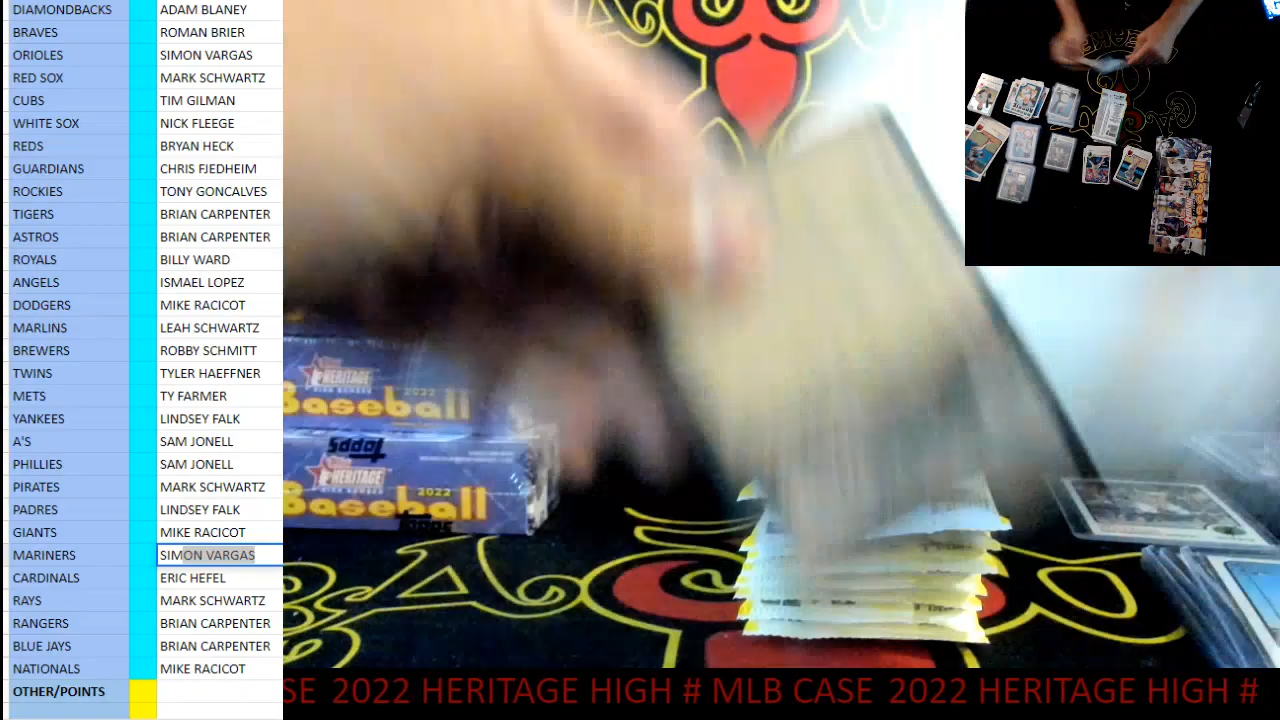 DIAMONDBACKS ADAM BLANEY
BRAVES ROMAN BRIER
ORIOLES SIMON VARGAS
RED SOX MARK SCHWARTZ
CUBS TIM GILMAN
WHITE SOX NICK FLEEGE
REDS BRYAN HECK
GUARDIANS CHRIS FJEDHEIM
ROCKIES TONY GONCALVES
TIGERS BRIAN CARPENTER
ASTROS BRIAN CARPENTER
ROYALS BILLY WARD
ANGELS ISMAEL LOPEZ
DODGERS MIKE RACICOT
MARLINS LEAH SCHWARTZ
BREWERS ROBBY SCHMITT
TWINS TYLER HAEFFNER
METS TY FARMER
YANKEES LINDSEY FALK
A'S SAM JONELL
PHILLIES SAM JONELL
PIRATES MARK SCHWARTZ
PADRES LINDSEY FALK
GIANTS MIKE RACICOT
MARINERS SIMON VARGAS
CARDINALS ERIC HEFEL
RAYS MARK SCHWARTZ
RANGERS BRIAN CARPENTER
BLUE JAYS BRIAN CARPENTER
NATIONALS MIKE RACICOT
OTHER/POINTS
HERITAGE
2022
Baseball
Topps
HERITAGE
2022
Baseball
Topps
Baseball
SE 2022 HERITAGE HIGH # MLB CASE 2022 HERITAGE HIGH #